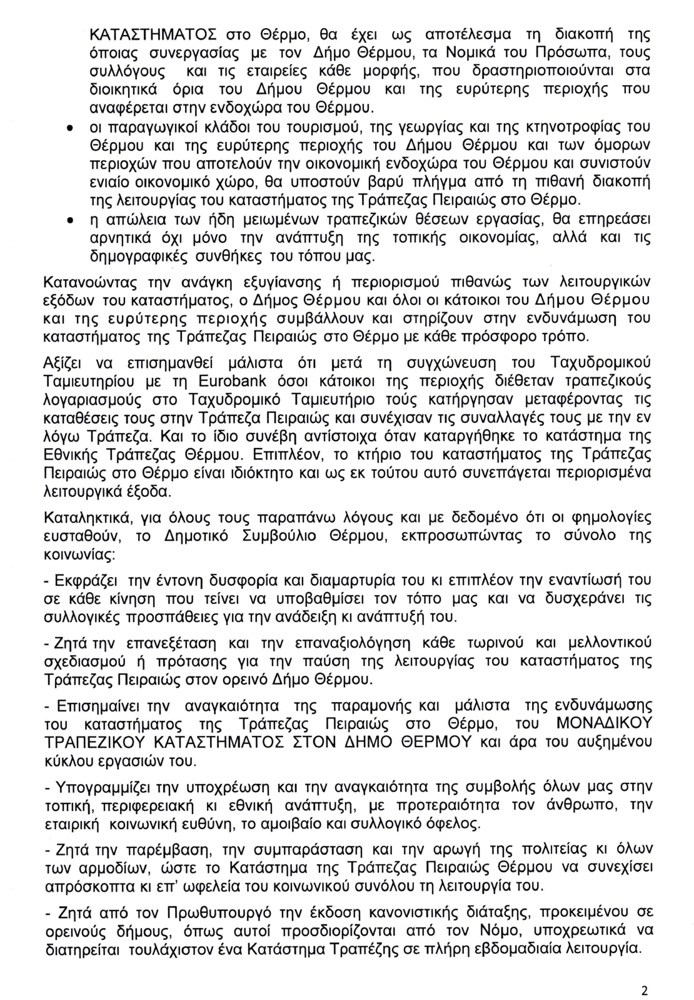 ΚΑΤΑΣΤΗΜΑΤΟΣ στο Θέρμο, θα έχει ως αποτέλεσμα τη διακοπή της
όποιας συνεργασίας με τον Δήμο Θέρμου, τα Νομικά του Πρόσωπα, τους
συλλόγους και τις εταιρείες κάθε μορφής, που δραστηριοποιούνται στα
διοικητικά όρια του Δήμου Θέρμου και της ευρύτερης περιοχής που
αναφέρεται στην ενδοχώρα του Θέρμου.
• οι παραγωγικοί κλάδοι του τουρισμού, της γεωργίας και της κτηνοτροφίας του
Θέρμου και της ευρύτερης περιοχής του Δήμου Θέρμου και των όμορων
περιοχών που αποτελούν την οικονομική ενδοχώρα του Θέρμου και συνιστούν
ενιαίο οικονομικό χώρο, θα υποστούν βαρύ πλήγμα από τη πιθανή διακοπή
της λειτουργίας του καταστήματος της Τράπεζας Πειραιώς στο Θέρμο.
• η απώλεια των ήδη μειωμένων τραπεζικών θέσεων εργασίας, θα επηρεάσει
αρνητικά όχι μόνο την ανάπτυξη της τοπικής οικονομίας, αλλά και τις
δημογραφικές συνθήκες του τόπου μας.
Κατανοώντας την ανάγκη εξυγίανσης ή περιορισμού πιθανώς των λειτουργικών
εξόδων του καταστήματος, ο Δήμος Θέρμου και όλοι οι κάτοικοι του Δήμου Θέρμου
και της ευρύτερης περιοχής συμβάλλουν και στηρίζουν στην ενδυνάμωση του
καταστήματος της Τράπεζας Πειραιώς στο Θέρμο με κάθε πρόσφορο τρόπο.
Αξίζει να επισημανθεί μάλιστα ότι μετά τη συγχώνευση του Ταχυδρομικού
Ταμιευτηρίου με τη Eurobank όσοι κάτοικοι της περιοχής διέθεταν τραπεζικούς
λογαριασμούς στο Ταχυδρομικό Ταμιευτήριο τούς κατήργησαν μεταφέροντας τις
καταθέσεις τους στην Τράπεζα Πειραιώς και συνέχισαν τις συναλλαγές τους με την εν
λόγω Τράπεζα. Και το ίδιο συνέβη αντίστοιχα όταν καταργήθηκε το κατάστημα της
Εθνικής Τράπεζας Θέρμου. Επιπλέον, το κτήριο του καταστήματος της Τράπεζας
Πειραιώς στο Θέρμο είναι ιδιόκτητο και ως εκ τούτου αυτό συνεπάγεται περιορισμένα
λειτουργικά έξοδα.
Καταληκτικά, για όλους τους παραπάνω λόγους και με δεδομένο ότι οι φημολογίες
ευσταθούν, το Δημοτικό Συμβούλιο Θέρμου, εκπροσωπώντας το σύνολο της
κοινωνίας:
- Εκφράζει την έντονη δυσφορία και διαμαρτυρία του κι επιπλέον την εναντίωσή του
σε κάθε κίνηση που τείνει να υποβαθμίσει τον τόπο μας και να δυσχεράνει τις
συλλογικές προσπάθειες για την ανάδειξη κι ανάπτυξή του.
- Ζητά την επανεξέταση και την επαναξιολόγηση κάθε τωρινού και μελλοντικού
σχεδιασμού ή πρότασης για την παύση της λειτουργίας του καταστήματος της
Τράπεζας Πειραιώς στον ορεινό Δήμο Θέρμου.
- Επισημαίνει την αναγκαιότητα της παραμονής και μάλιστα της ενδυνάμωσης
του καταστήματος της Τράπεζας Πειραιώς στο Θέρμο, του ΜΟΝΑΔΙΚΟΥ
ΤΡΑΠΕΖΙΚΟΥ ΚΑΤΑΣΤΗΜΑΤΟΣ ΣΤΟΝ ΔΗΜΟ ΘΕΡΜΟΥ και άρα του αυξημένου
κύκλου εργασιών του.
- Υπογραμμίζει την υποχρέωση και την αναγκαιότητα της συμβολής όλων μας στην
τοπική, περιφερειακή κι εθνική ανάπτυξη, με προτεραιότητα τον άνθρωπο, την
εταιρική κοινωνική ευθύνη, το αμοιβαίο και συλλογικό όφελος.
- Ζητά την παρέμβαση, την συμπαράσταση και την αρωγή της πολιτείας κι όλων
των αρμοδίων, ώστε το Κατάστημα της Τράπεζας Πειραιώς Θέρμου να συνεχίσει
απρόσκοπτα κι επ’ ωφελεία του κοινωνικού συνόλου τη λειτουργία του.
- Ζητά από τον Πρωθυπουργό την έκδοση κανονιστικής διάταξης, προκειμένου σε
ορεινούς δήμους, όπως αυτοί προσδιορίζονται από τον Νόμο, υποχρεωτικά να
διατηρείται τουλάχιστον ένα Κατάστημα Τραπέζης σε πλήρη εβδομαδιαία λειτουργία.
2